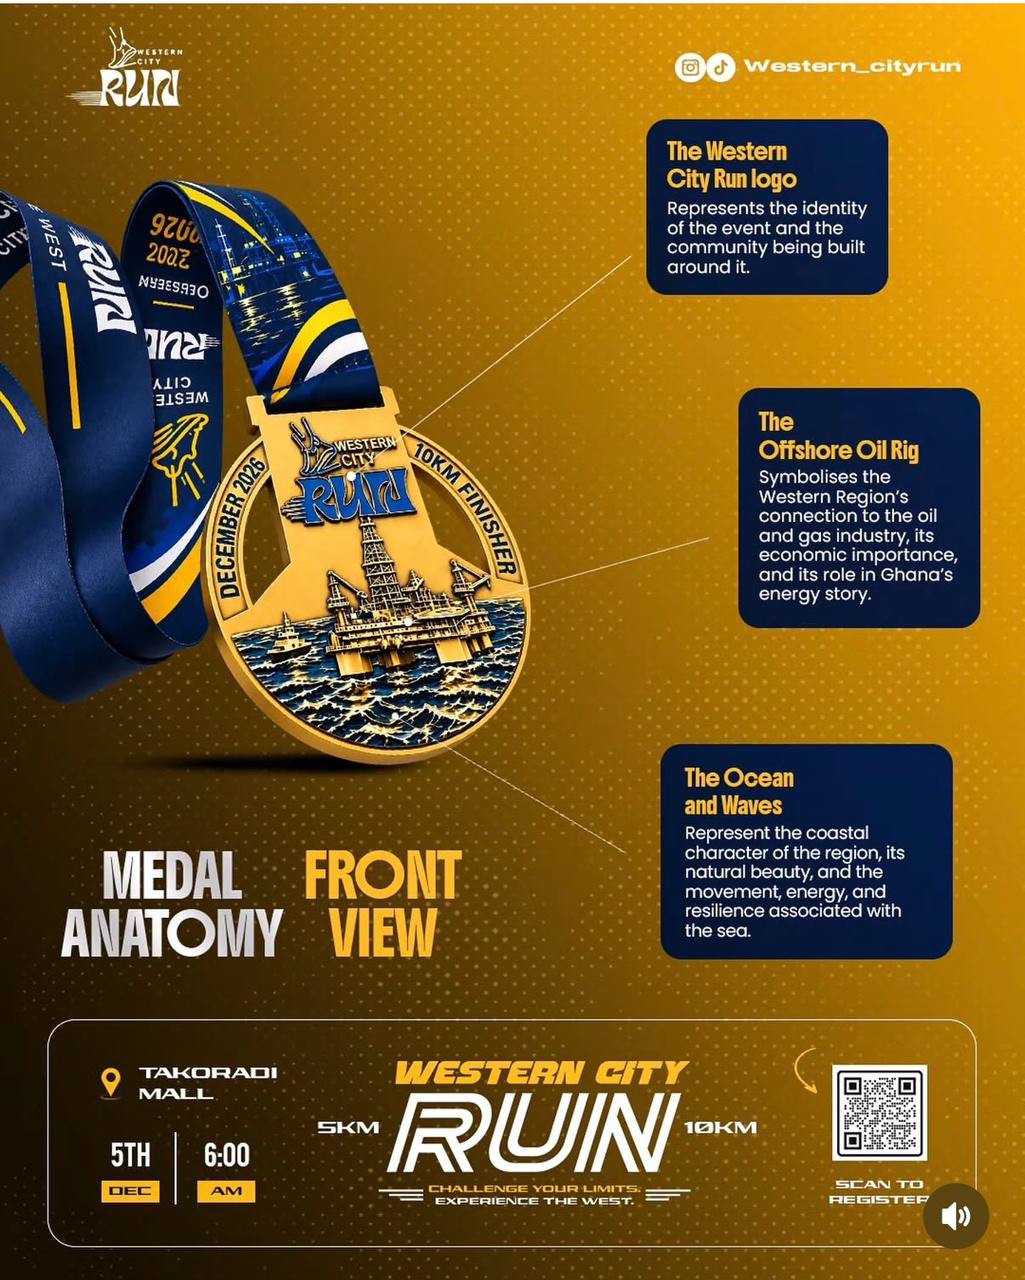 WESTERN
CITY
RUN
Western_cityrun
The Western
City Run logo
Represents the identity
of the event and the
community being built
around it.
WEST
RUN
RUN
CITY
WESTERN
WESTERN
CITY
RUN
DECEMBER 2026
10KM FINISHER
The
Offshore Oil Rig
Symbolises the
Western Region’s
connection to the oil
and gas industry, its
economic importance,
and its role in Ghana’s
energy story.
The Ocean
and Waves
Represent the coastal
character of the region, its
natural beauty, and the
movement, energy, and
resilience associated with
the sea.
MEDAL
ANATOMY
FRONT
VIEW
TAKORADI
MALL
5TH
DEC
6:00
AM
WESTERN CITY
5KM
RUN
10KM
CHALLENGE YOUR LIMITS.
EXPERIENCE THE WEST.
SCAN TO
REGISTER